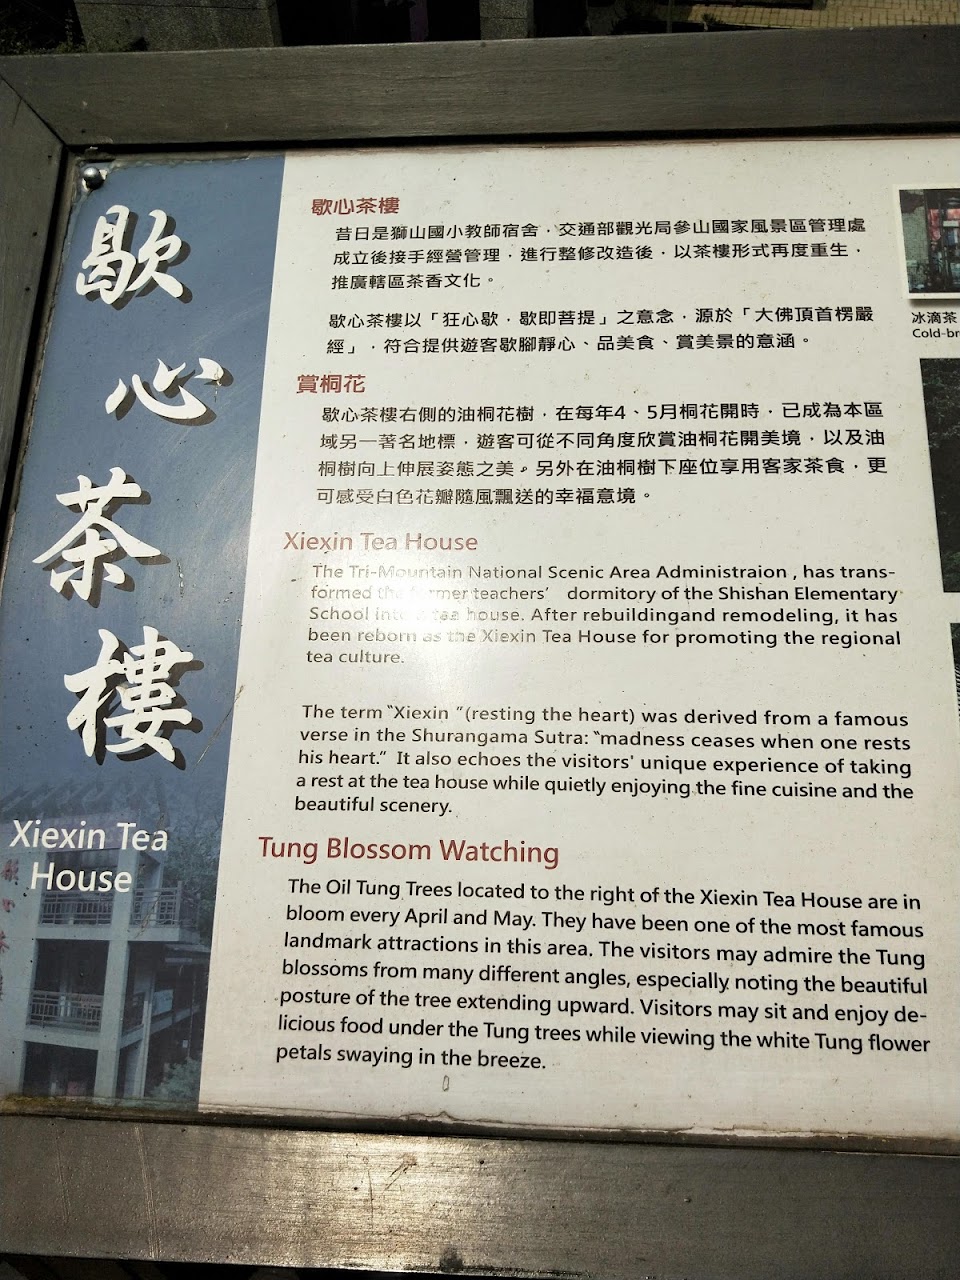 歇心茶樓
Xiexin Tea
House
歇心茶樓
昔日是獅山國小教師宿舍，交通部觀光局參山國家風景區管理處
成立後接手經營管理，進行整修改造後，以茶樓形式再度重生，
推廣轄區茶香文化。
歇心茶樓以「狂心歇，歇即菩提」之意念，源於「大佛頂首楞嚴
經」，符合提供遊客歇腳靜心、品美食、賞美景的意涵。
賞桐花
歇心茶樓右側的油桐花樹，在每年4、5月桐花開時，已成為本區
域另一著名地標，遊客可從不同角度欣賞油桐花開美境，以及油
桐樹向上伸展姿態之美。另外在油桐樹下座位享用客家茶食，更
可感受白色花瓣隨風飄送的幸福意境。
Xiexin Tea House
The Tri-Mountain National Scenic Area Administraion , has trans-
formed the former teachers' dormitory of the Shishan Elementary
School into a tea house. After rebuildingand remodeling, it has
been reborn as the Xiexin Tea House for promoting the regional
tea culture.
The term "Xiexin "(resting the heart) was derived from a famous
verse in the Shurangama Sutra: "madness ceases when one rests
his heart." It also echoes the visitors' unique experience of taking
a rest at the tea house while quietly enjoying the fine cuisine and the
beautiful scenery.
Tung Blossom Watching
The Oil Tung Trees located to the right of the Xiexin Tea House are in
bloom every April and May. They have been one of the most famous
landmark attractions in this area. The visitors may admire the Tung
blossoms from many different angles, especially noting the beautiful
posture of the tree extending upward. Visitors may sit and enjoy de-
licious food under the Tung trees while viewing the white Tung flower
petals swaying in the breeze.
冰滴茶
Cold-br